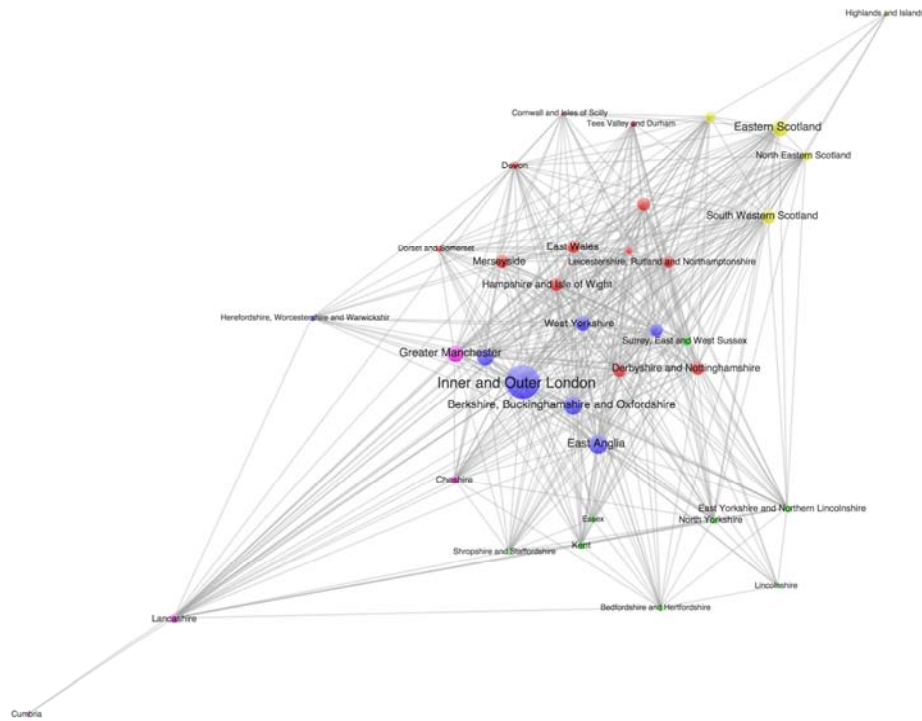 Highlands and Islands
Cornwall and Isles of Scilly
Tees Valley and Durham
Eastern Scotland
North Eastern Scotland
Devon
South Western Scotland
Dorset and Somerset
East Wales
Merseyside
Leicestershire, Rutland and Northamptonshire
Hampshire and Isle of Wight
Herefordshire, Worcestershire and Warwickshir
West Yorkshire
Surrey, East and West Sussex
Greater Manchester
Derbyshire and Nottinghamshire
Inner and Outer London
Berkshire, Buckinghamshire and Oxfordshire
East Anglia
Cheshire
East Yorkshire and Northern Lincolnshire
Essex
North Yorkshire
Kent
Shropshire and Staffordshire
Lincolnshire
Bedfordshire and Hertfordshire
Lancashire
Cumbria